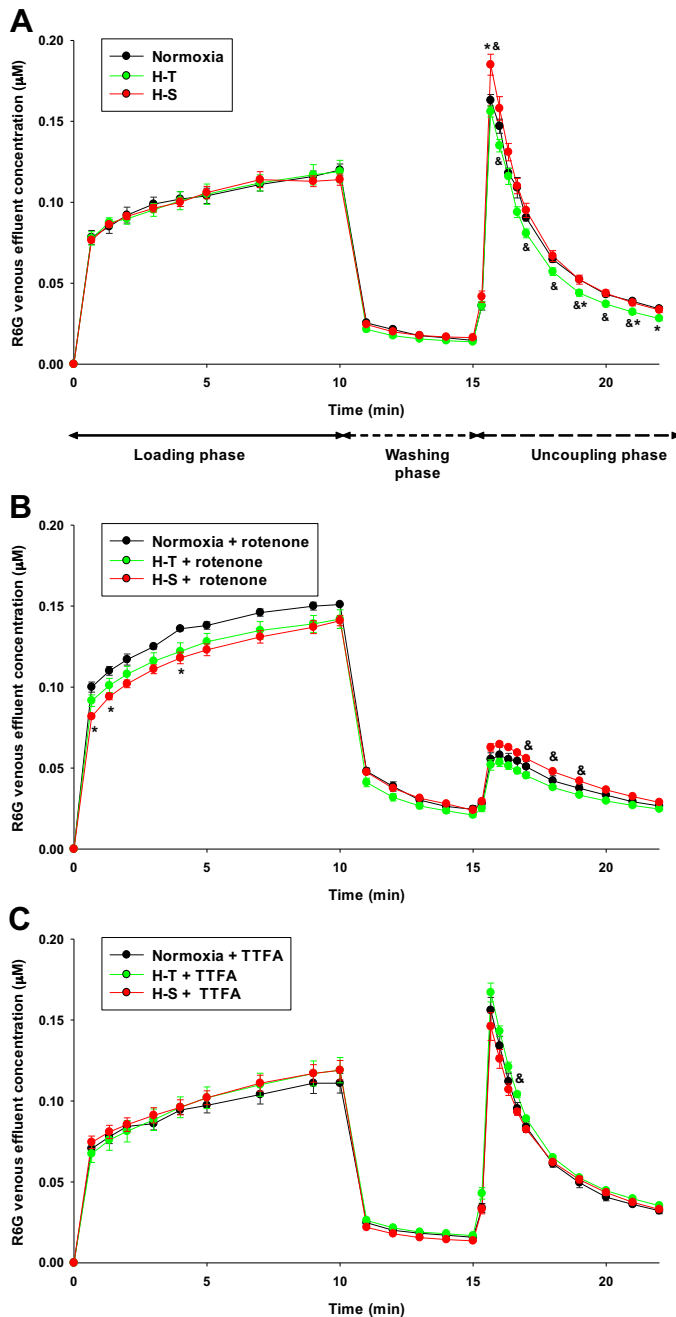 A
R6G venous effluent concentration (µM)
0.20
0.15
0.10
0.05
0.00
Normoxia
H-T
H-S
*&
&
&
&
&*
&
&*
*
0
5
10
15
20
Time (min)
Loading phase
Washing
phase
Uncoupling phase
B
R6G venous effluent concentration (µM)
0.20
0.15
0.10
0.05
0.00
Normoxia + rotenone
H-T + rotenone
H-S + rotenone
*
*
*
&
&
&
0
5
10
15
20
Time (min)
C
R6G venous effluent concentration (µM)
0.20
0.15
0.10
0.05
0.00
Normoxia + TTFA
H-T + TTFA
H-S + TTFA
&
0
5
10
15
20
Time (min)